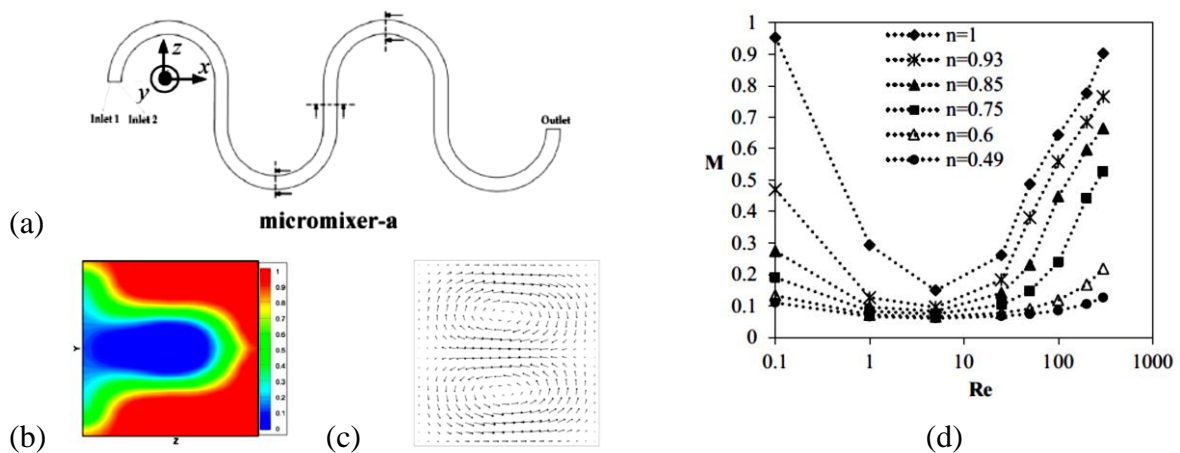 z
x
y
Inlet 1 Inlet 2
Outlet
micromixer-a
(a)
1
0.9
0.8
0.7
0.6
0.5
0.4
0.3
0.2
0.1
0
Y
Z
(b)
(c)
1
0.9
0.8
0.7
0.6
0.5
0.4
0.3
0.2
0.1
0
M
n=1
n=0.93
n=0.85
n=0.75
n=0.6
n=0.49
0.1 1 10 100 1000
Re
(d)